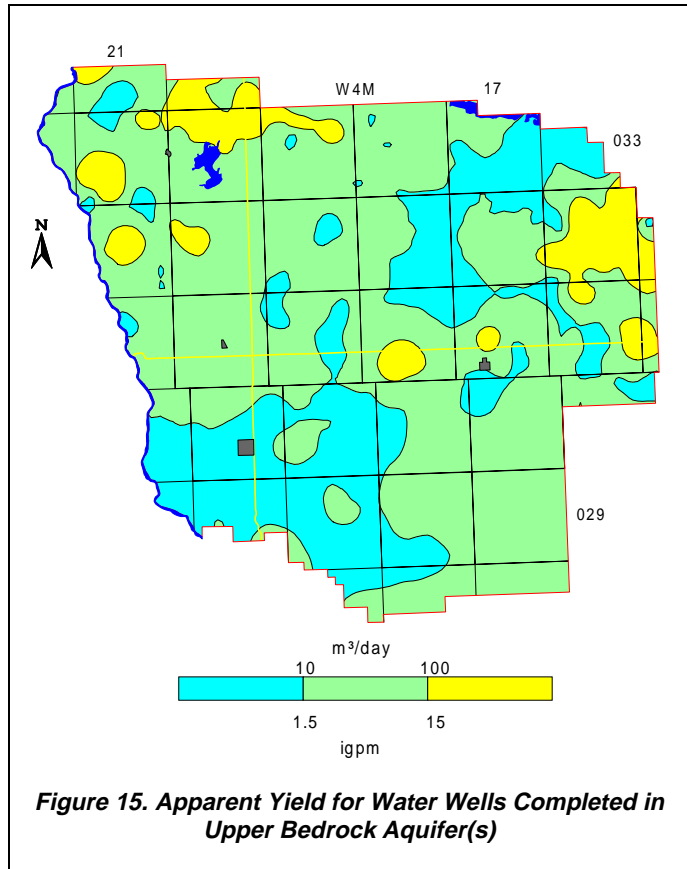 21
W4M
17
033
N
029
m³/day
10 100
1.5 15
igpm
Figure 15. Apparent Yield for Water Wells Completed in
Upper Bedrock Aquifer(s)